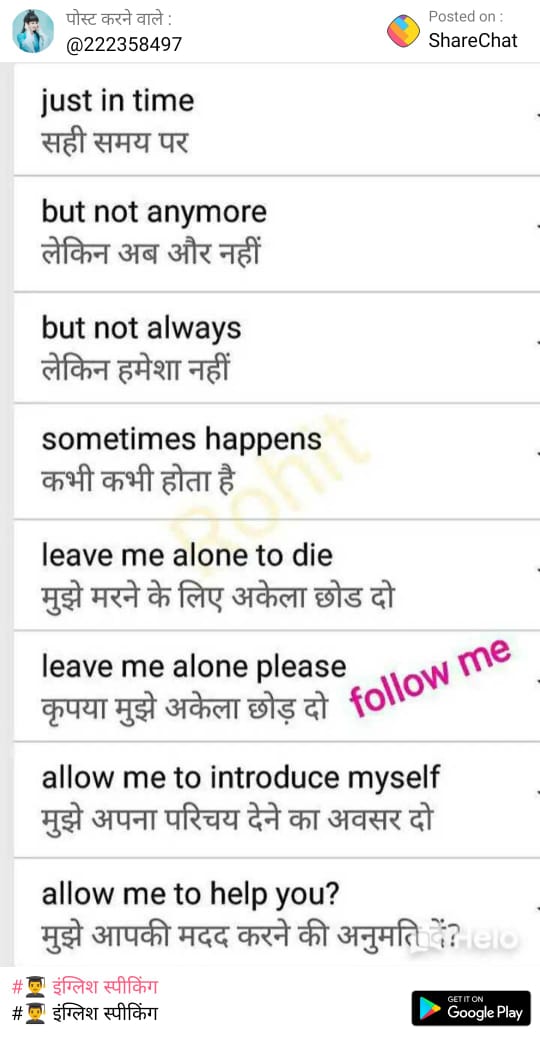 पोस्ट करने वाले :
@222358497
Posted on :
ShareChat
just in time
सही समय पर
but not anymore
लेकिन अब और नहीं
but not always
लेकिन हमेशा नहीं
sometimes happens
कभी कभी होता है
Rohit
leave me alone to die
मुझे मरने के लिए अकेला छोड दो
leave me alone please
कृपया मुझे अकेला छोड़ दो
follow me
allow me to introduce myself
मुझे अपना परिचय देने का अवसर दो
allow me to help you?
मुझे आपकी मदद करने की अनुमति दें?
Helo
#👨‍🎓 इंग्लिश स्पीकिंग
#👨‍🎓 इंग्लिश स्पीकिंग
GET IT ON
Google Play